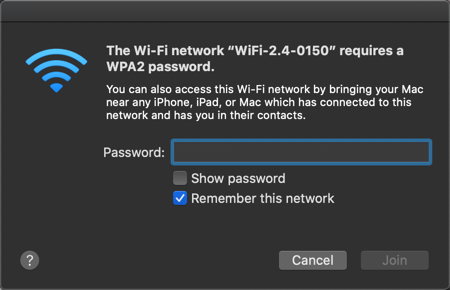 The Wi-Fi network “WiFi-2.4-0150” requires a
WPA2 password.
You can also access this Wi-Fi network by bringing your Mac
near any iPhone, iPad, or Mac which has connected to this
network and has you in their contacts.
Password:
Show password
Remember this network
?
Cancel
Join